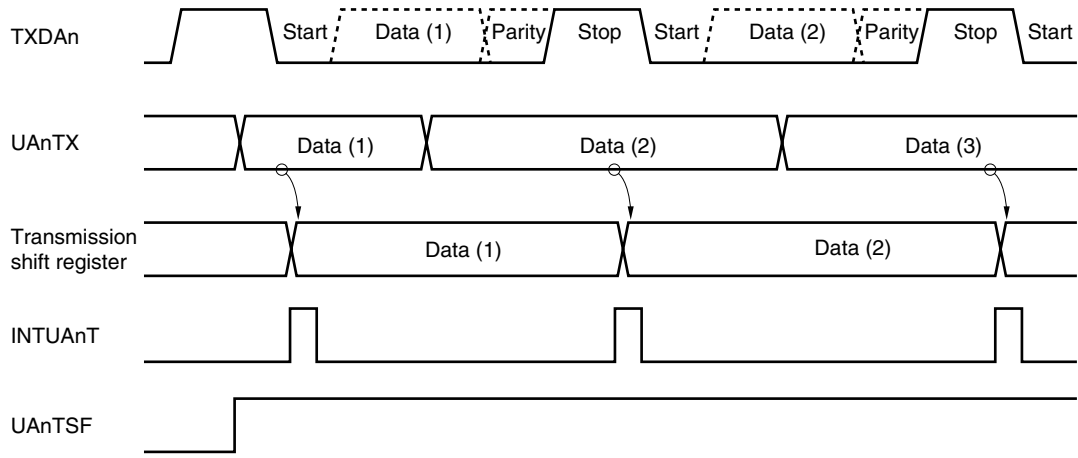 TXDAn Start Data (1) Parity Stop Start Data (2) Parity Stop Start
UAnTX Data (1) Data (2) Data (3)
Transmission
shift register Data (1) Data (2)
INTUAnT
UAnTSF